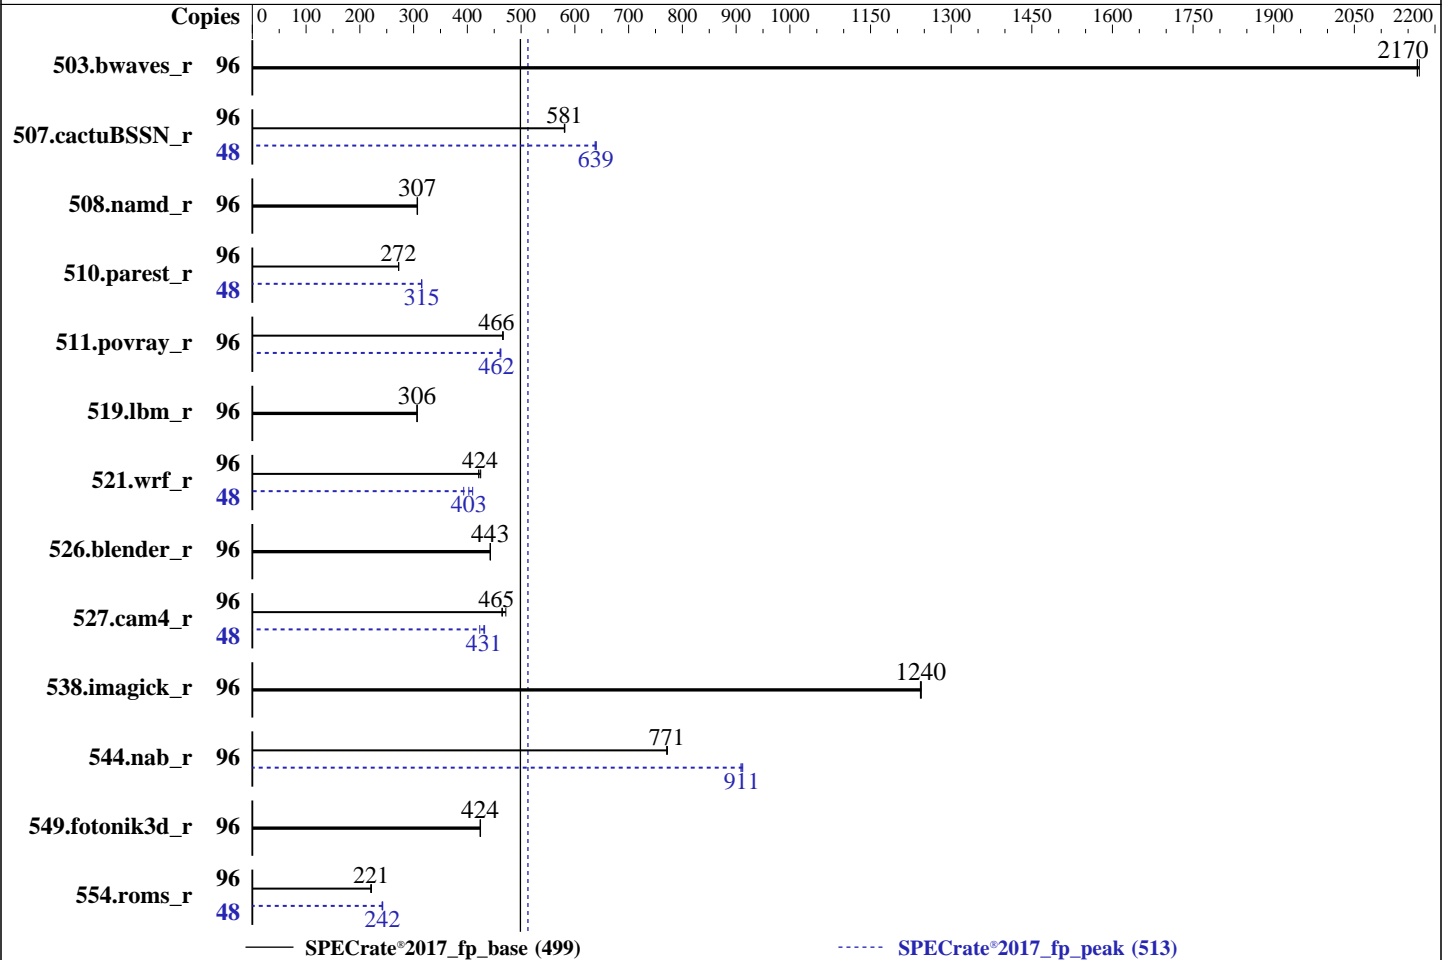 Copies 0 100 200 300 400 500 600 700 800 900 1000 1150 1300 1450 1600 1750 1900 2050 2200
503.bwaves_r 96 2170
507.cactuBSSN_r 96 581
48 639
508.namd_r 96 307
510.parest_r 96 272
48 315
511.povray_r 96 466
462
519.lbm_r 96 306
521.wrf_r 96 424
48 403
526.blender_r 96 443
527.cam4_r 96 465
48 431
538.imagick_r 96 1240
544.nab_r 96 771
911
549.fotonik3d_r 96 424
554.roms_r 96 221
48 242
SPECrate®2017_fp_base (499) SPECrate®2017_fp_peak (513)